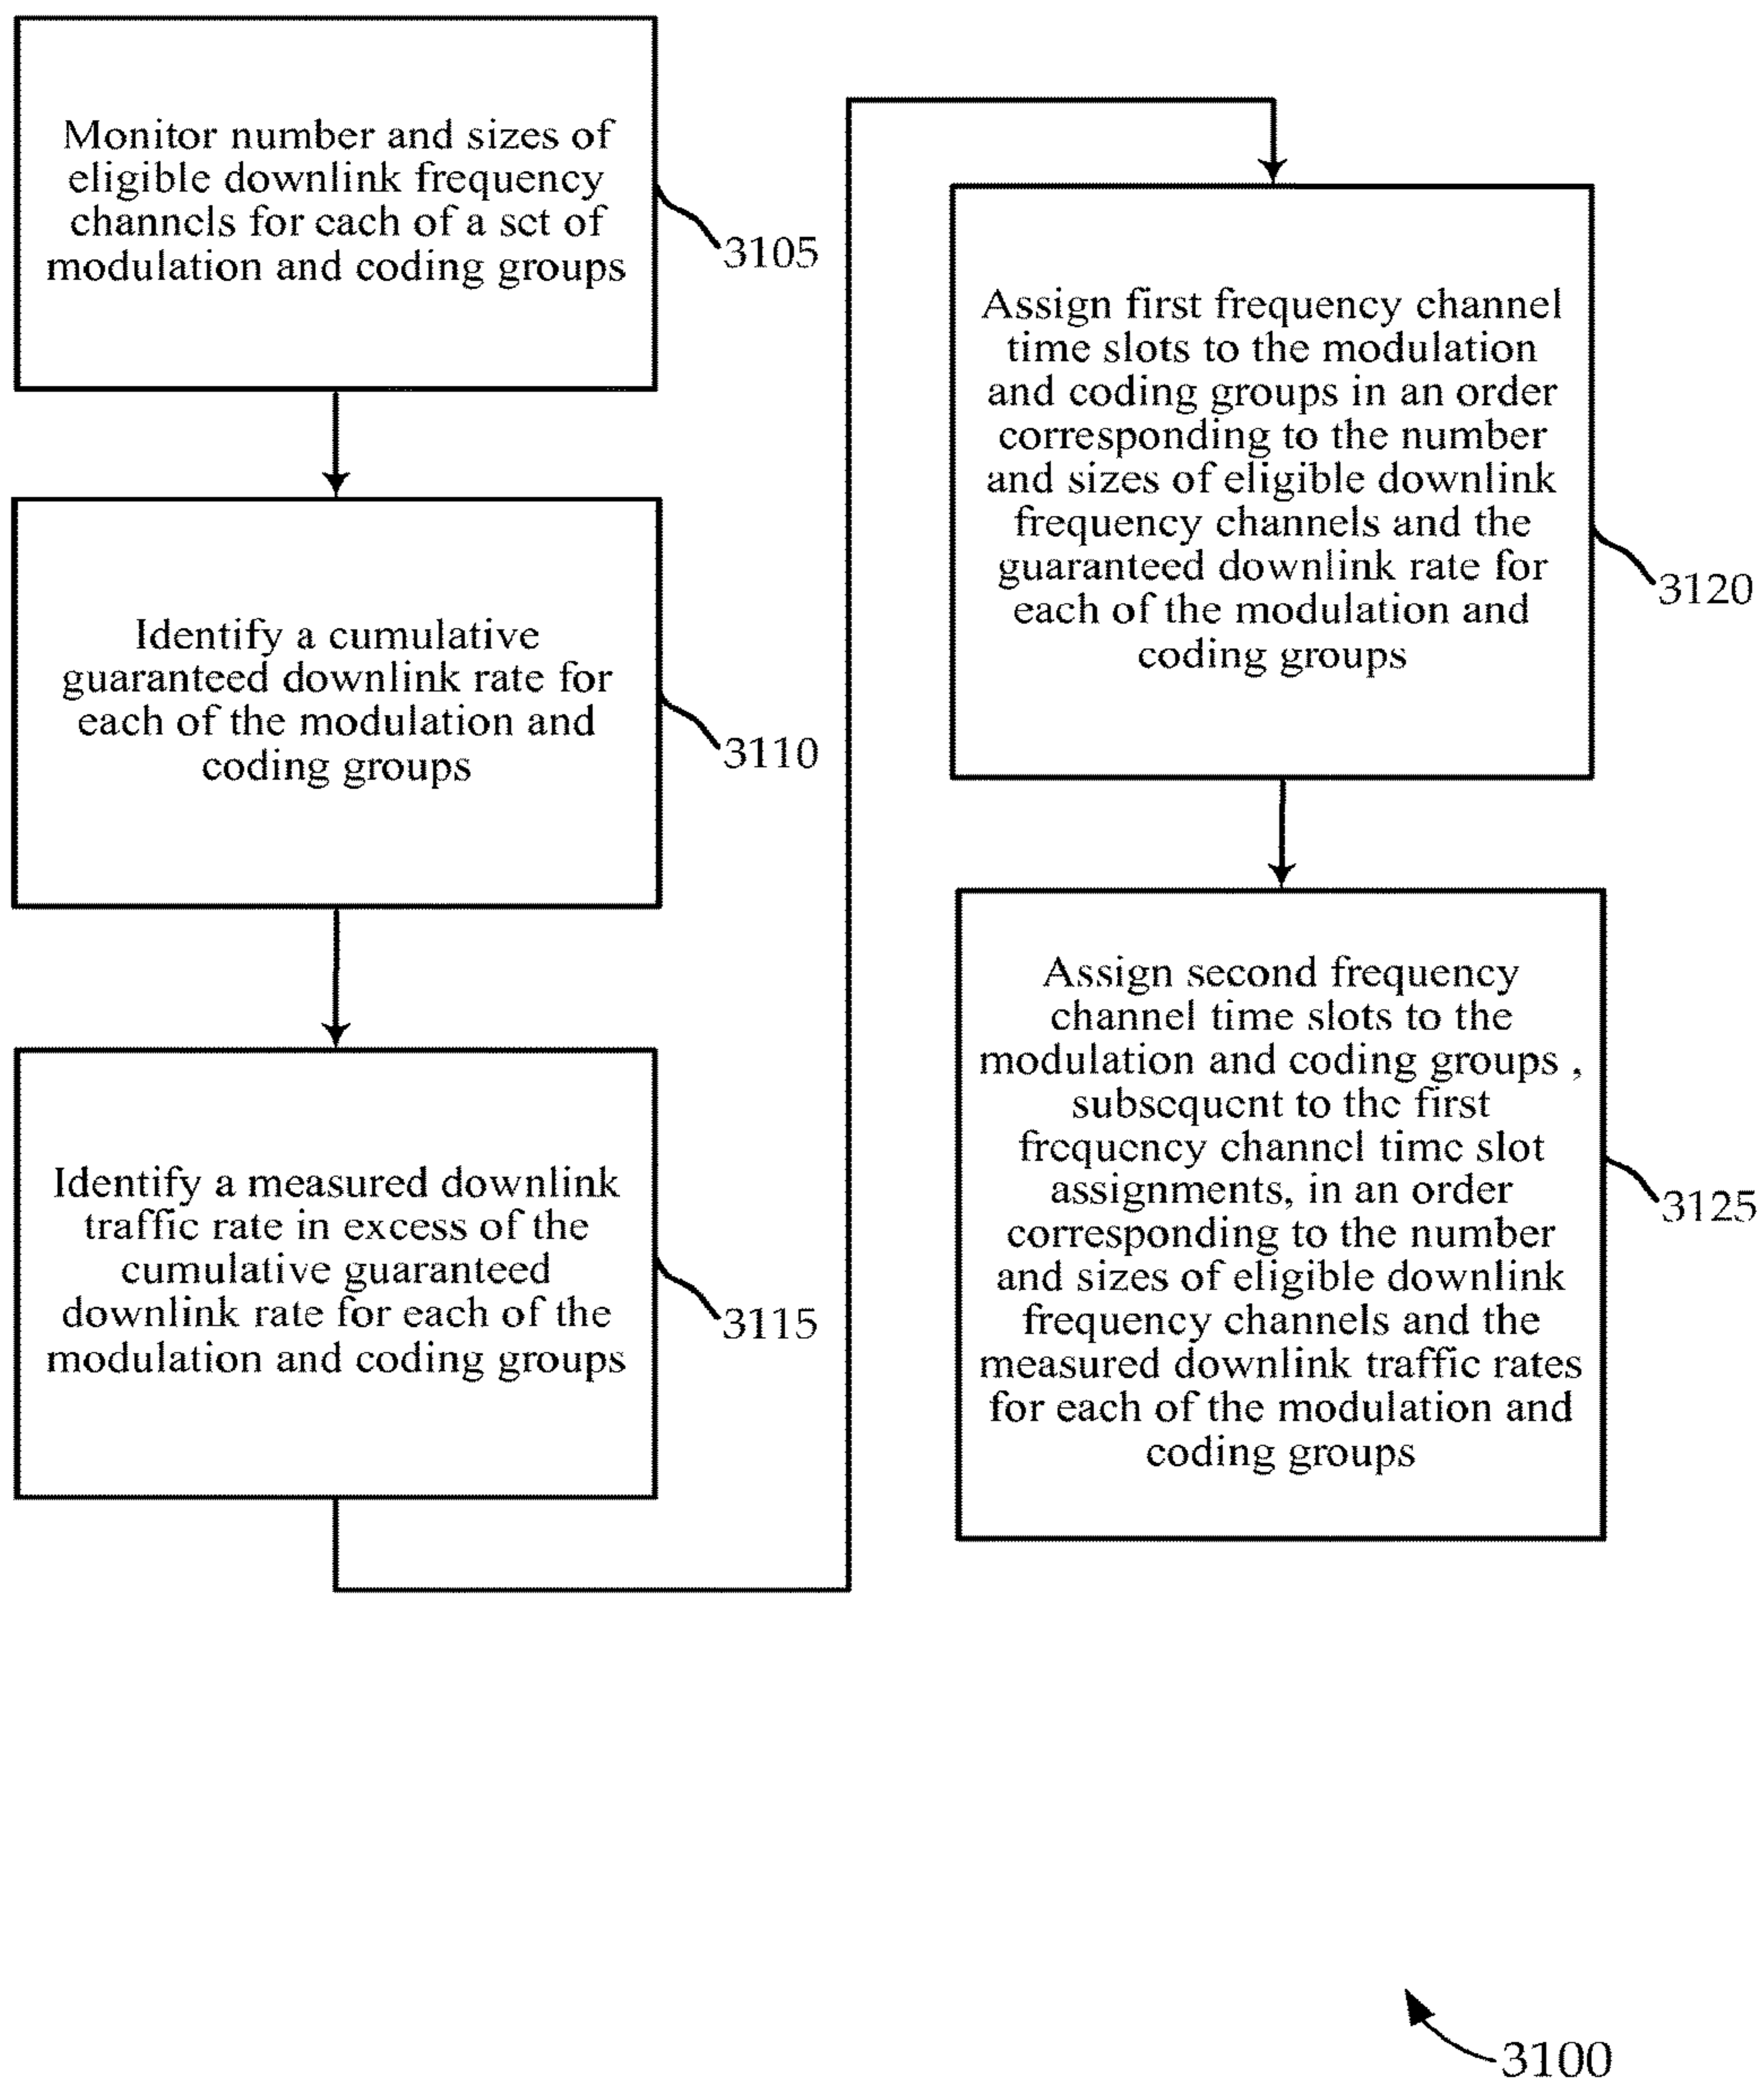 Monitor number and sizes of
eligible downlink frequency
channels for each of a set of
modulation and coding groups
3105
Identify a cumulative
guaranteed downlink rate for
each of the modulation and
coding groups
3110
Identify a measured downlink
traffic rate in excess of the
cumulative guaranteed
downlink rate for each of the
modulation and coding groups
3115
Assign first frequency channel
time slots to the modulation
and coding groups in an order
corresponding to the number
and sizes of eligible downlink
frequency channels and the
guaranteed downlink rate for
each of the modulation and
coding groups
3120
Assign second frequency
channel time slots to the
modulation and coding groups ,
subsequent to the first
frequency channel time slot
assignments, in an order
corresponding to the number
and sizes of eligible downlink
frequency channels and the
measured downlink traffic rates
for each of the modulation and
coding groups
3125
3100